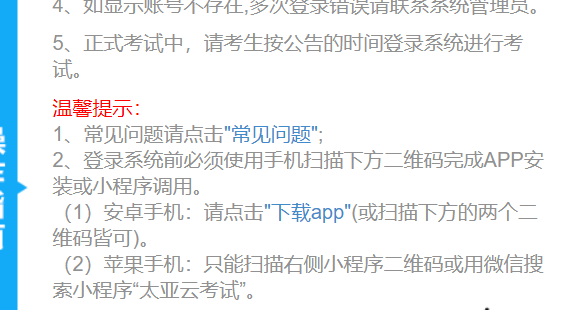 4、如显示账号不存在,多次登录错误请联系系统管理员。
5、正式考试中，请考生按公告的时间登录系统进行考
试。
温馨提示：
1、常见问题请点击"常见问题";
2、登录系统前必须使用手机扫描下方二维码完成APP安
装或小程序调用。
（1）安卓手机：请点击"下载app"(或扫描下方的两个二
维码皆可)。
（2）苹果手机：只能扫描右侧小程序二维码或用微信搜
索小程序“太亚云考试”。